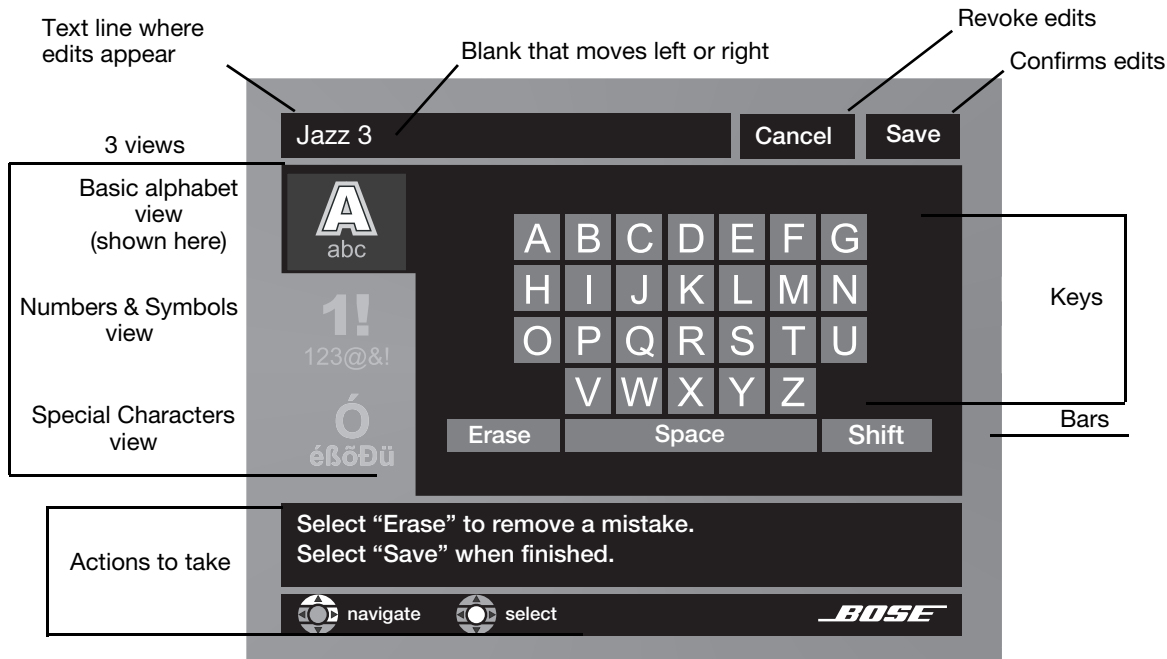 Text line where
edits appear
Blank that moves left or right
Revoke edits
Confirms edits
Jazz 3
Cancel
Save
3 views
Basic alphabet
view
(shown here)
A
abc
A B C D E F G
Numbers & Symbols
view
1!
123@&!
H I J K L M N
Keys
O P Q R S T U
V W X Y Z
Special Characters
view
Ó
éßõÐü
Erase
Space
Shift
Bars
Actions to take
Select “Erase” to remove a mistake.
Select “Save” when finished.
navigate
select
BOSE